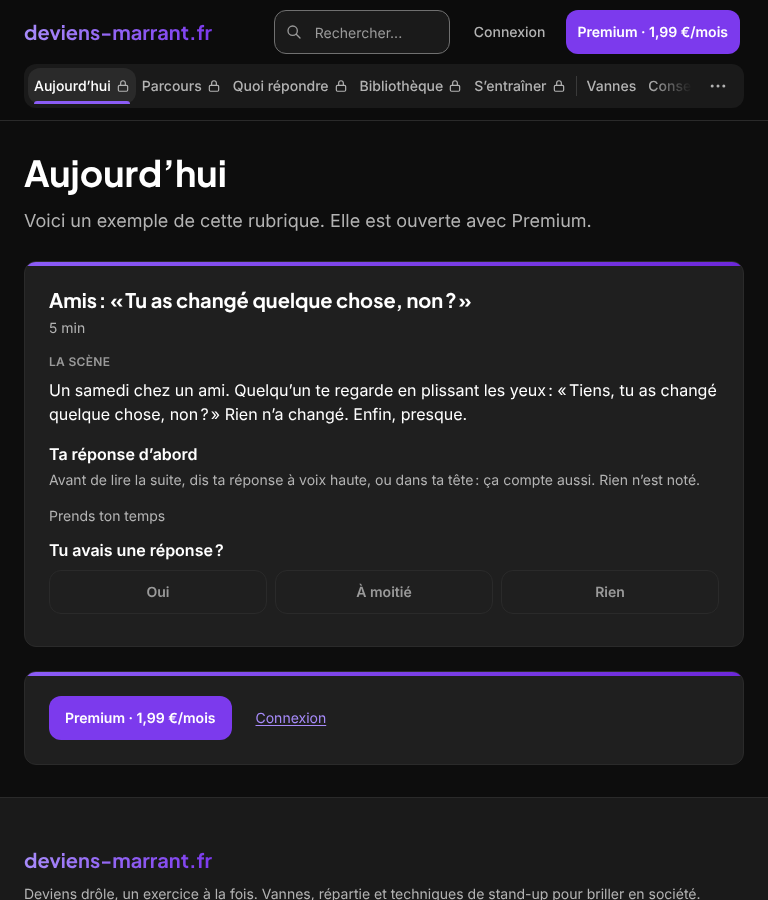 deviens-marrant.fr
Rechercher...
Connexion
Premium · 1,99 €/mois
Aujourd’hui
Parcours
Quoi répondre
Bibliothèque
S’entraîner
Vannes
Conse
Aujourd’hui
Voici un exemple de cette rubrique. Elle est ouverte avec Premium.
Amis : « Tu as changé quelque chose, non ? »
5 min
LA SCÈNE
Un samedi chez un ami. Quelqu’un te regarde en plissant les yeux : « Tiens, tu as changé
quelque chose, non ? » Rien n’a changé. Enfin, presque.
Ta réponse d’abord
Avant de lire la suite, dis ta réponse à voix haute, ou dans ta tête : ça compte aussi. Rien n’est noté.
Prends ton temps
Tu avais une réponse ?
Oui
À moitié
Rien
Premium · 1,99 €/mois
Connexion
deviens-marrant.fr
Deviens drôle, un exercice à la fois. Vannes, répartie et techniques de stand-up pour briller en société.